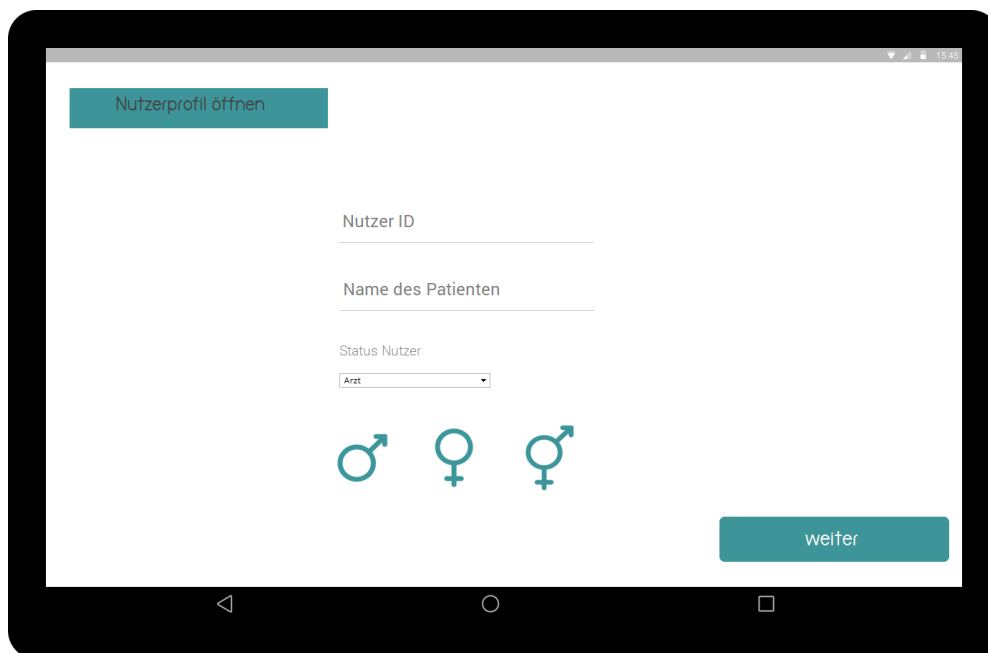 15:45
Nutzerprofil öffnen
Nutzer ID
Name des Patienten
Status Nutzer
Arzt
weiter